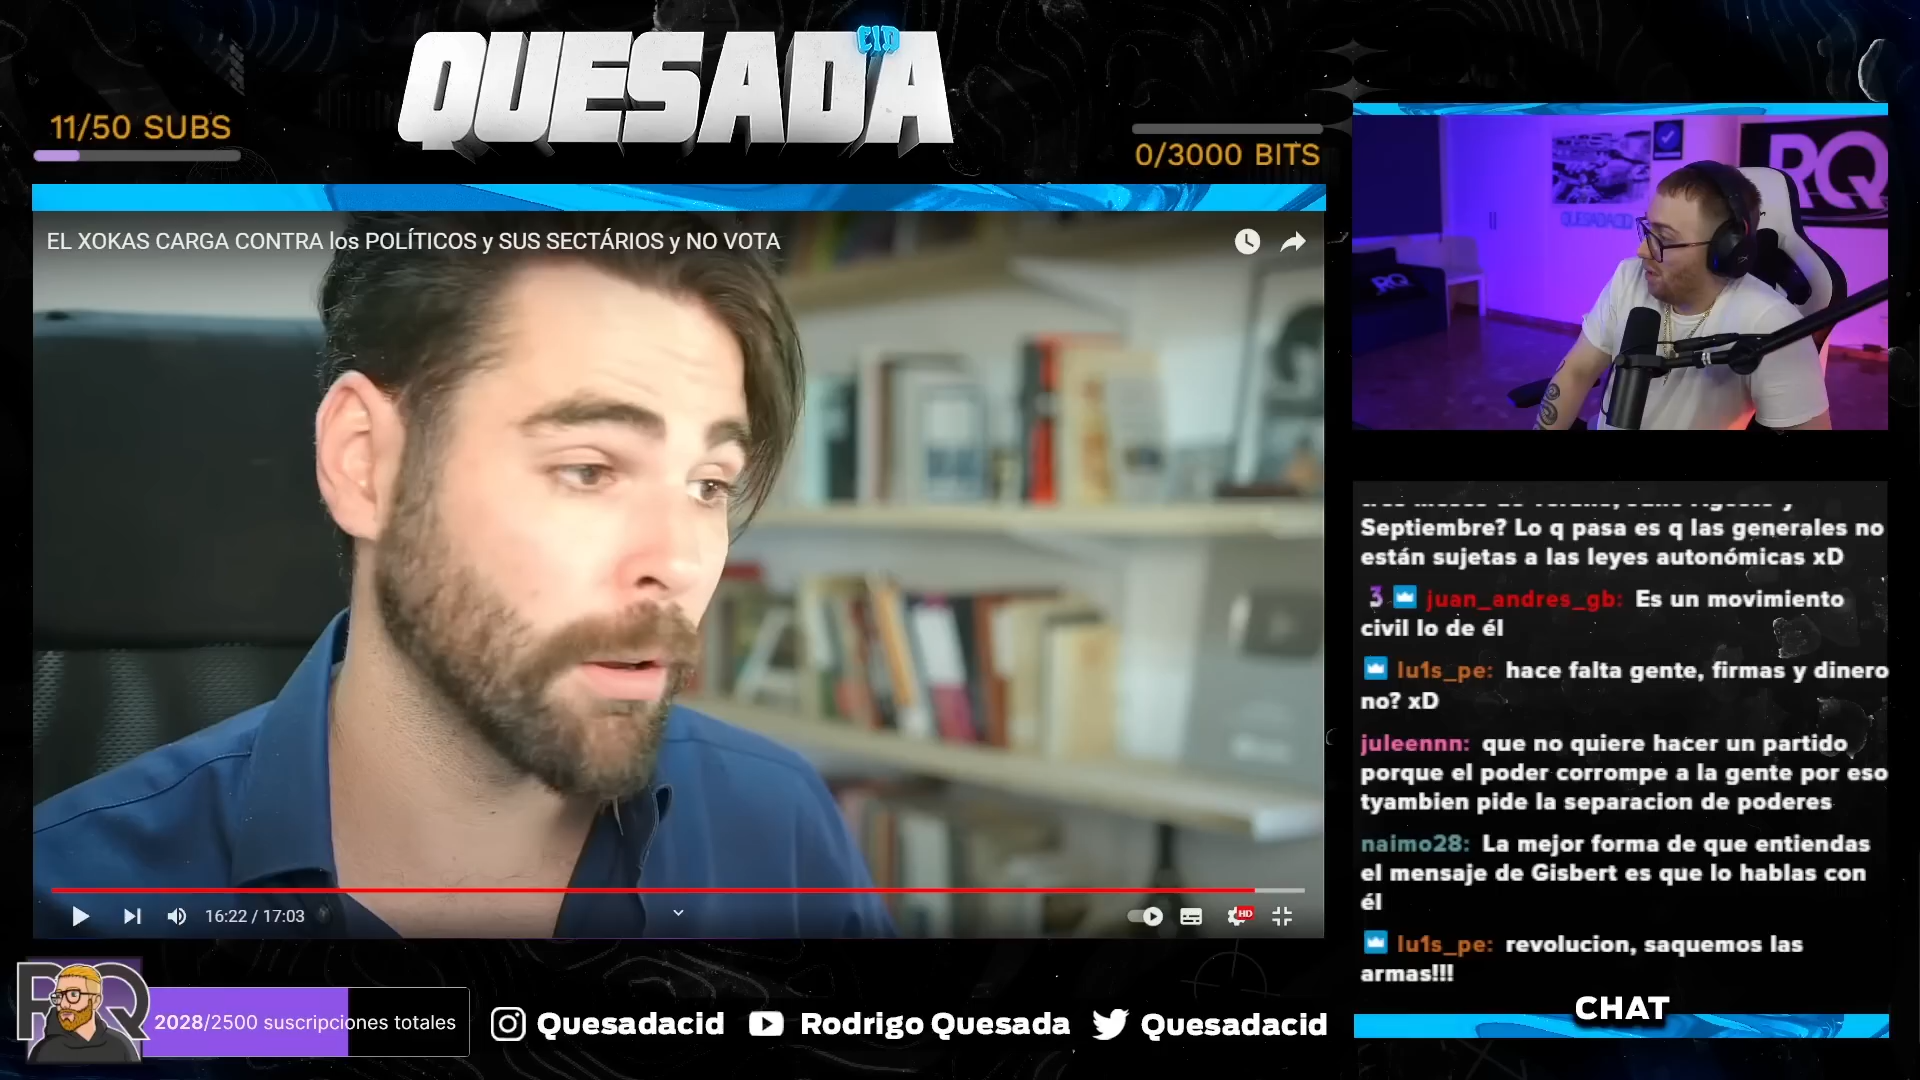 QUESADA
CID
11/50 SUBS
0/3000 BITS
EL XOKAS CARGA CONTRA los POLÍTICOS y SUS SECTÁRIOS y NO VOTA
RQ
QUESADACID
RQ
Septiembre? Lo q pasa es q las generales no
están sujetas a las leyes autonómicas xD
3 juan_andres_gb: Es un movimiento
civil lo de él
lu1s_pe: hace falta gente, firmas y dinero
no? xD
juleennn: que no quiere hacer un partido
porque el poder corrompe a la gente por eso
tyambien pide la separacion de poderes
naimo28: La mejor forma de que entiendas
el mensaje de Gisbert es que lo hablas con
él
lu1s_pe: revolucion, saquemos las
armas!!!
CHAT
16:22 / 17:03
HD
RQ
2028/2500 suscripciones totales
Quesadacid
Rodrigo Quesada
Quesadacid